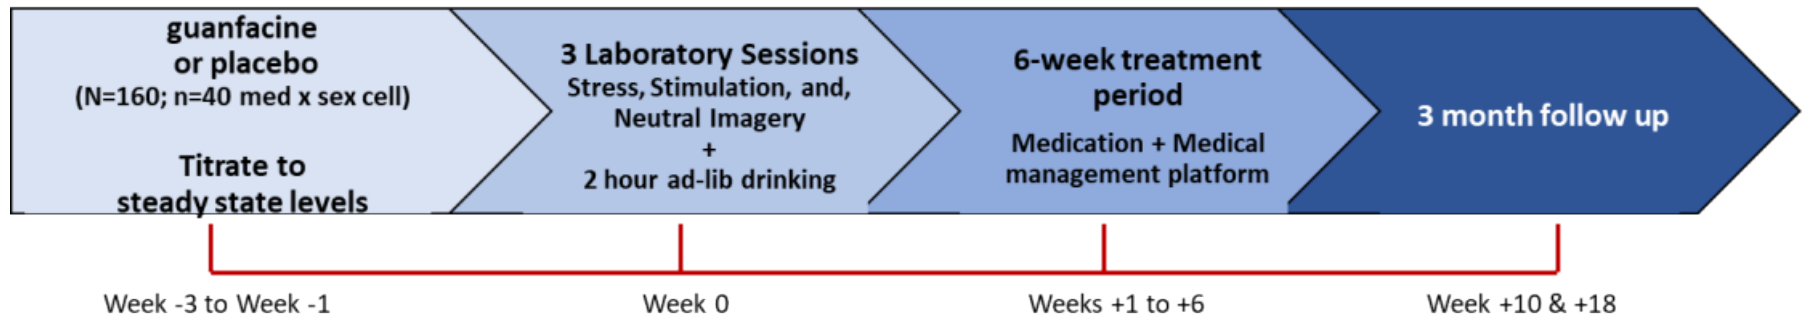 guanfacine
or placebo
(N=160; n=40 med x sex cell)
Titrate to
steady state levels
3 Laboratory Sessions
Stress, Stimulation, and,
Neutral Imagery
+
2 hour ad-lib drinking
6-week treatment
period
Medication + Medical
management platform
3 month follow up
Week -3 to Week -1
Week 0
Weeks +1 to +6
Week +10 & +18